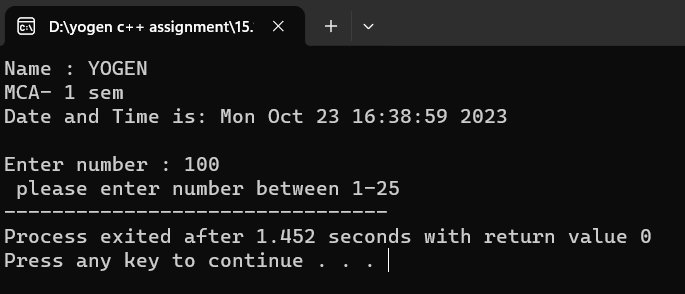 D:\yogen c++ assignment\15.
Name : YOGEN
MCA- 1 sem
Date and Time is: Mon Oct 23 16:38:59 2023
Enter number : 100
please enter number between 1-25
--------------------------------
Process exited after 1.452 seconds with return value 0
Press any key to continue . . .